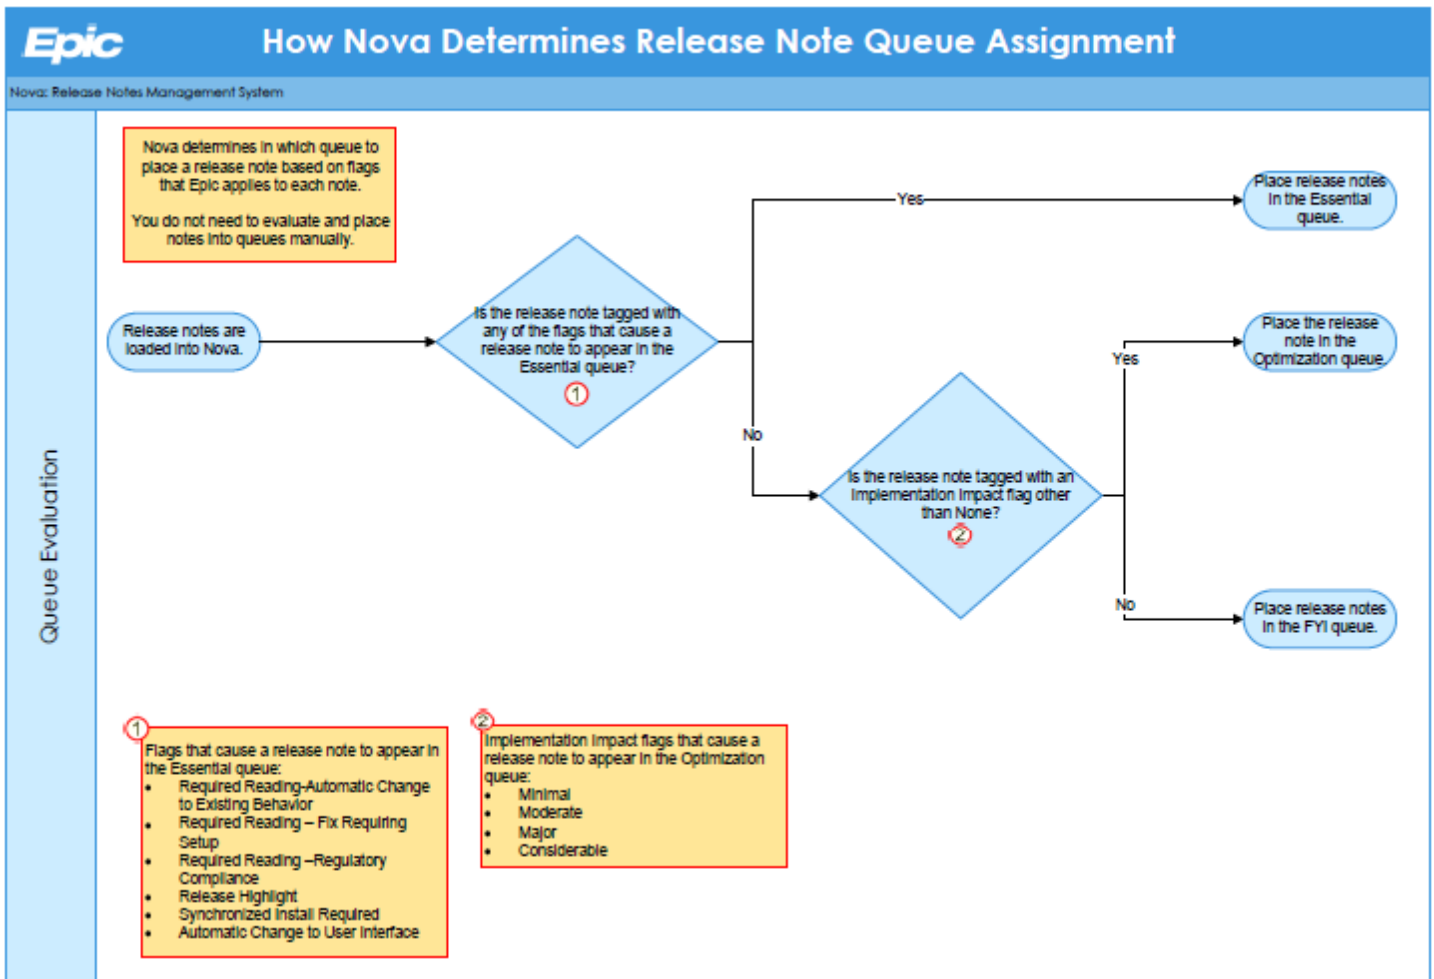 Epic
How Nova Determines Release Note Queue Assignment
Nova: Release Notes Management System
Queue Evaluation
Nova determines in which queue to
place a release note based on flags
that Epic applies to each note.
You do not need to evaluate and place
notes into queues manually.
Release notes are
loaded into Nova.
Is the release note tagged with
any of the flags that cause a
release note to appear in the
Essential queue?
1
Yes
No
Place release notes
in the Essential
queue.
Is the release note tagged with an
Implementation Impact flag other
than None?
2
Yes
No
Place the release
note in the
Optimization queue.
Place release notes
in the FYI queue.
1
Flags that cause a release note to appear in
the Essential queue:
• Required Reading-Automatic Change
to Existing Behavior
• Required Reading – Fix Requiring
Setup
• Required Reading –Regulatory
Compliance
• Release Highlight
• Synchronized Install Required
• Automatic Change to User Interface
2
Implementation Impact flags that cause a
release note to appear in the Optimization
queue:
• Minimal
• Moderate
• Major
• Considerable